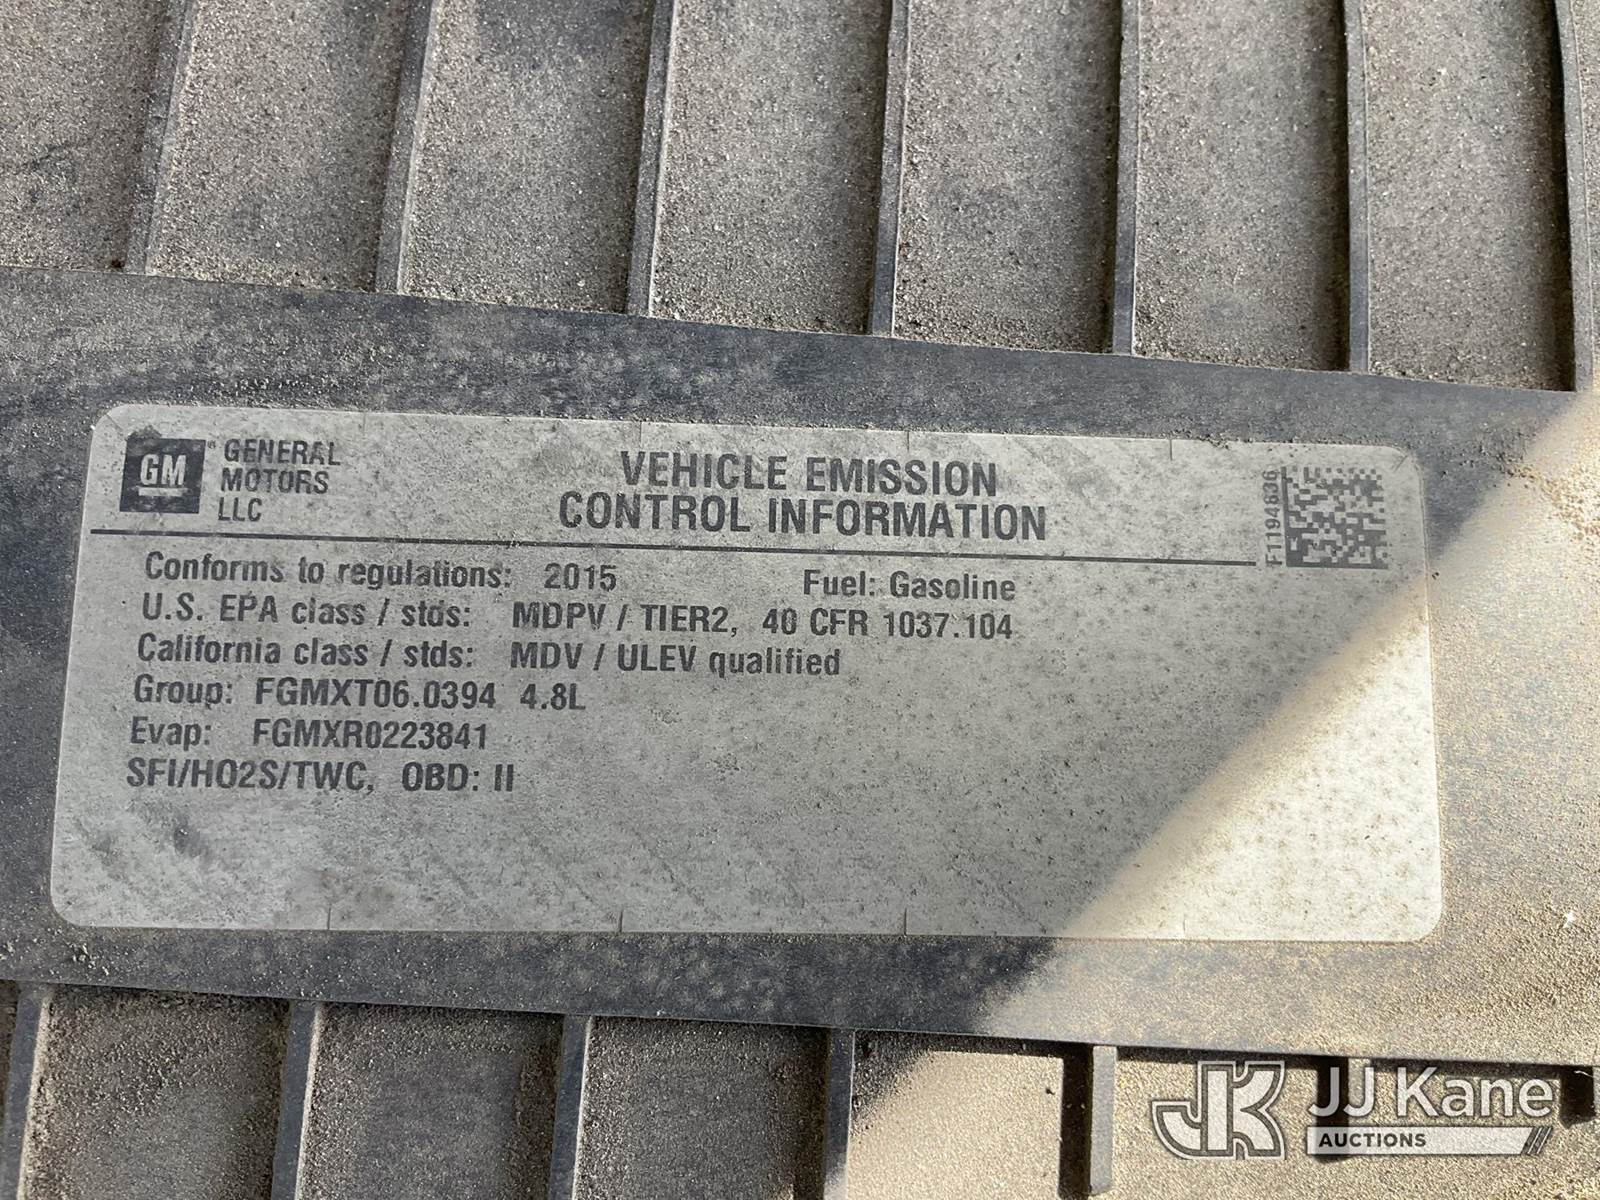 GM
GENERAL
MOTORS
LLC
VEHICLE EMISSION
CONTROL INFORMATION
F1194636
Conforms to regulations: 2015 Fuel: Gasoline
U.S. EPA class / stds: MDPV / TIER2, 40 CFR 1037.104
California class / stds: MDV / ULEV qualified
Group: FGMXT06.0394 4.8L
Evap: FGMXR0223841
SFI/HO2S/TWC, OBD: II
JK JJ Kane
AUCTIONS